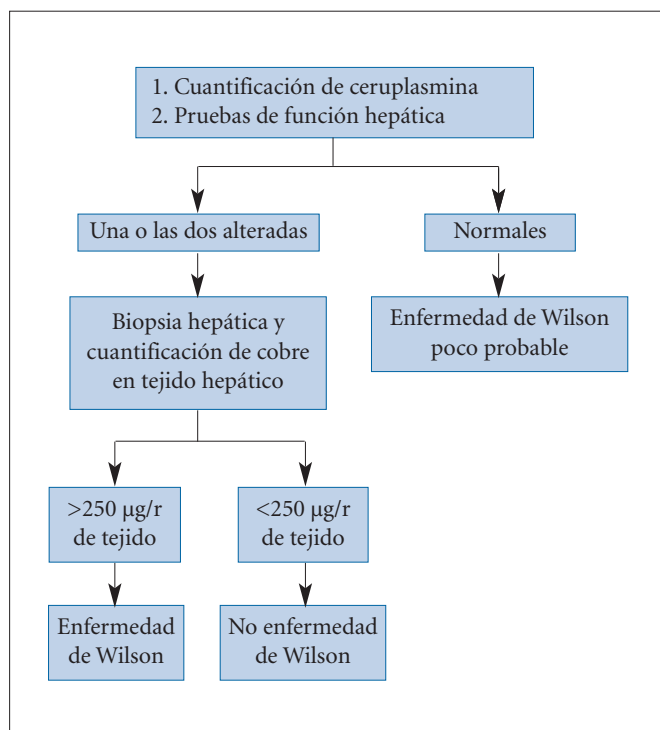 1. Cuantificación de ceruplasmina
2. Pruebas de función hepática
Una o las dos alteradas
Normales
Biopsia hepática y
cuantificación de cobre
en tejido hepático
Enfermedad de Wilson
poco probable
>250 µg/r
de tejido
<250 µg/r
de tejido
Enfermedad
de Wilson
No enfermedad
de Wilson